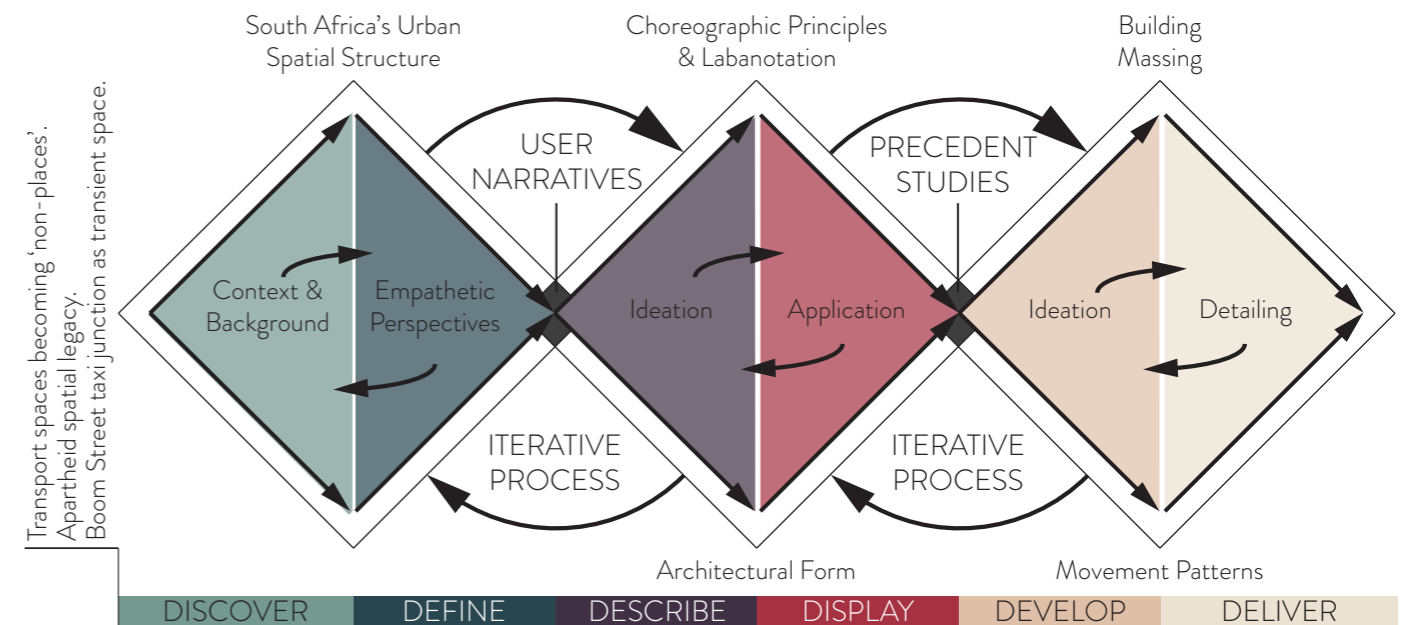 South Africa's Urban
Spatial Structure
Choreographic Principles
& Labanotation
Building
Massing
Transport spaces becoming 'non-places'.
Apartheid spatial legacy.
Boom Street taxi junction as transient space.
USER
NARRATIVES
PRECEDENT
STUDIES
Context &
Background
Empathetic
Perspectives
Ideation
Application
Ideation
Detailing
ITERATIVE
PROCESS
ITERATIVE
PROCESS
Architectural Form
Movement Patterns
DISCOVER
DEFINE
DESCRIBE
DISPLAY
DEVELOP
DELIVER